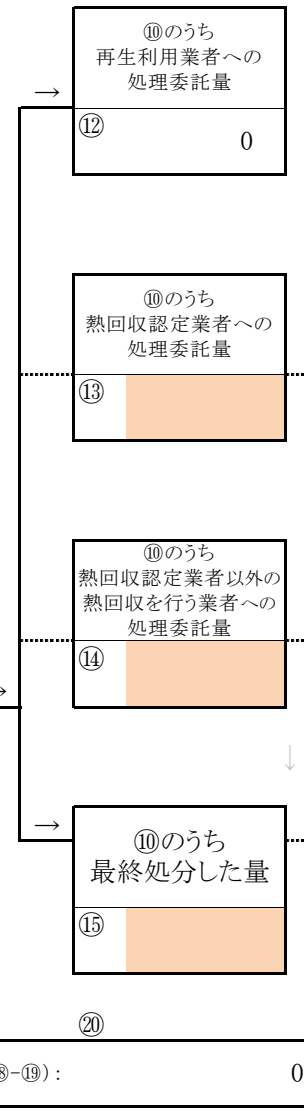 ⑩のうち
再生利用業者への
処理委託量
→
⑫
0
⑩のうち
熱回収認定業者への
処理委託量
⑬
⑩のうち
熱回収認定業者以外の
熱回収を行う業者への
処理委託量
⑭
→
↓
→
⑩のうち
最終処分した量
⑮
⑳
-⑲）:
0